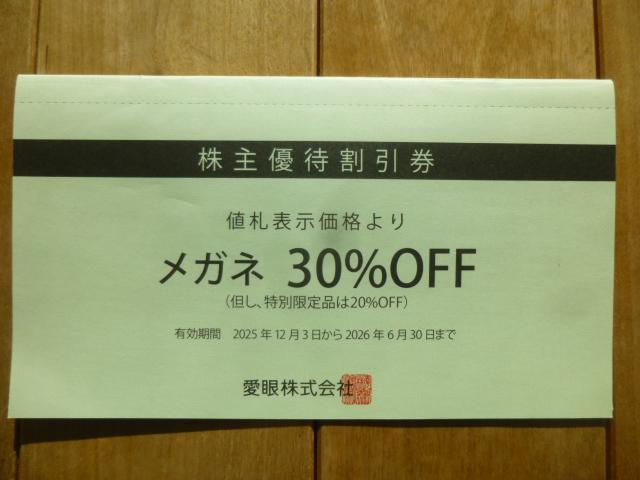 株主優待割引券
値札表示価格より
メガネ 30%OFF
(但し、特別限定品は20%OFF)
有効期間 2025年12月3日から2026年6月30日まで
愛眼株式会社